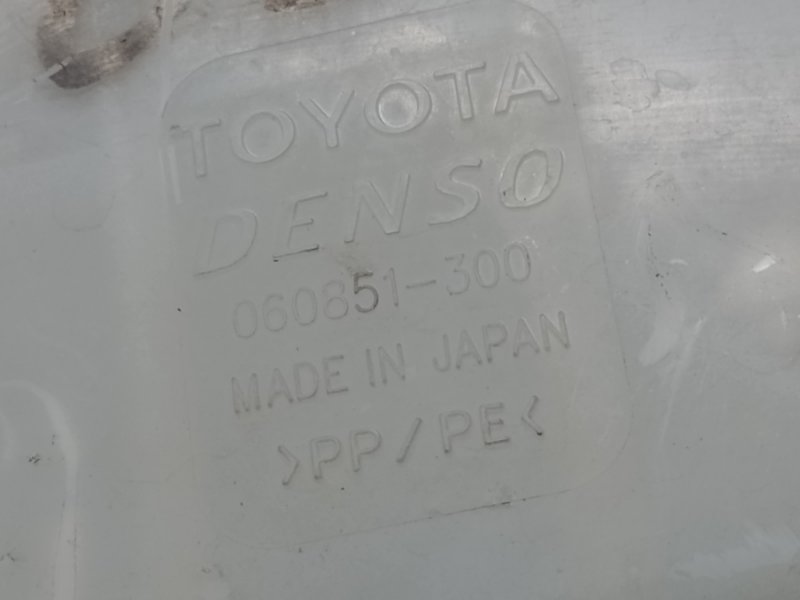 TOYOTA
DENSO
060851-300
MADE IN JAPAN
>PP/PE<